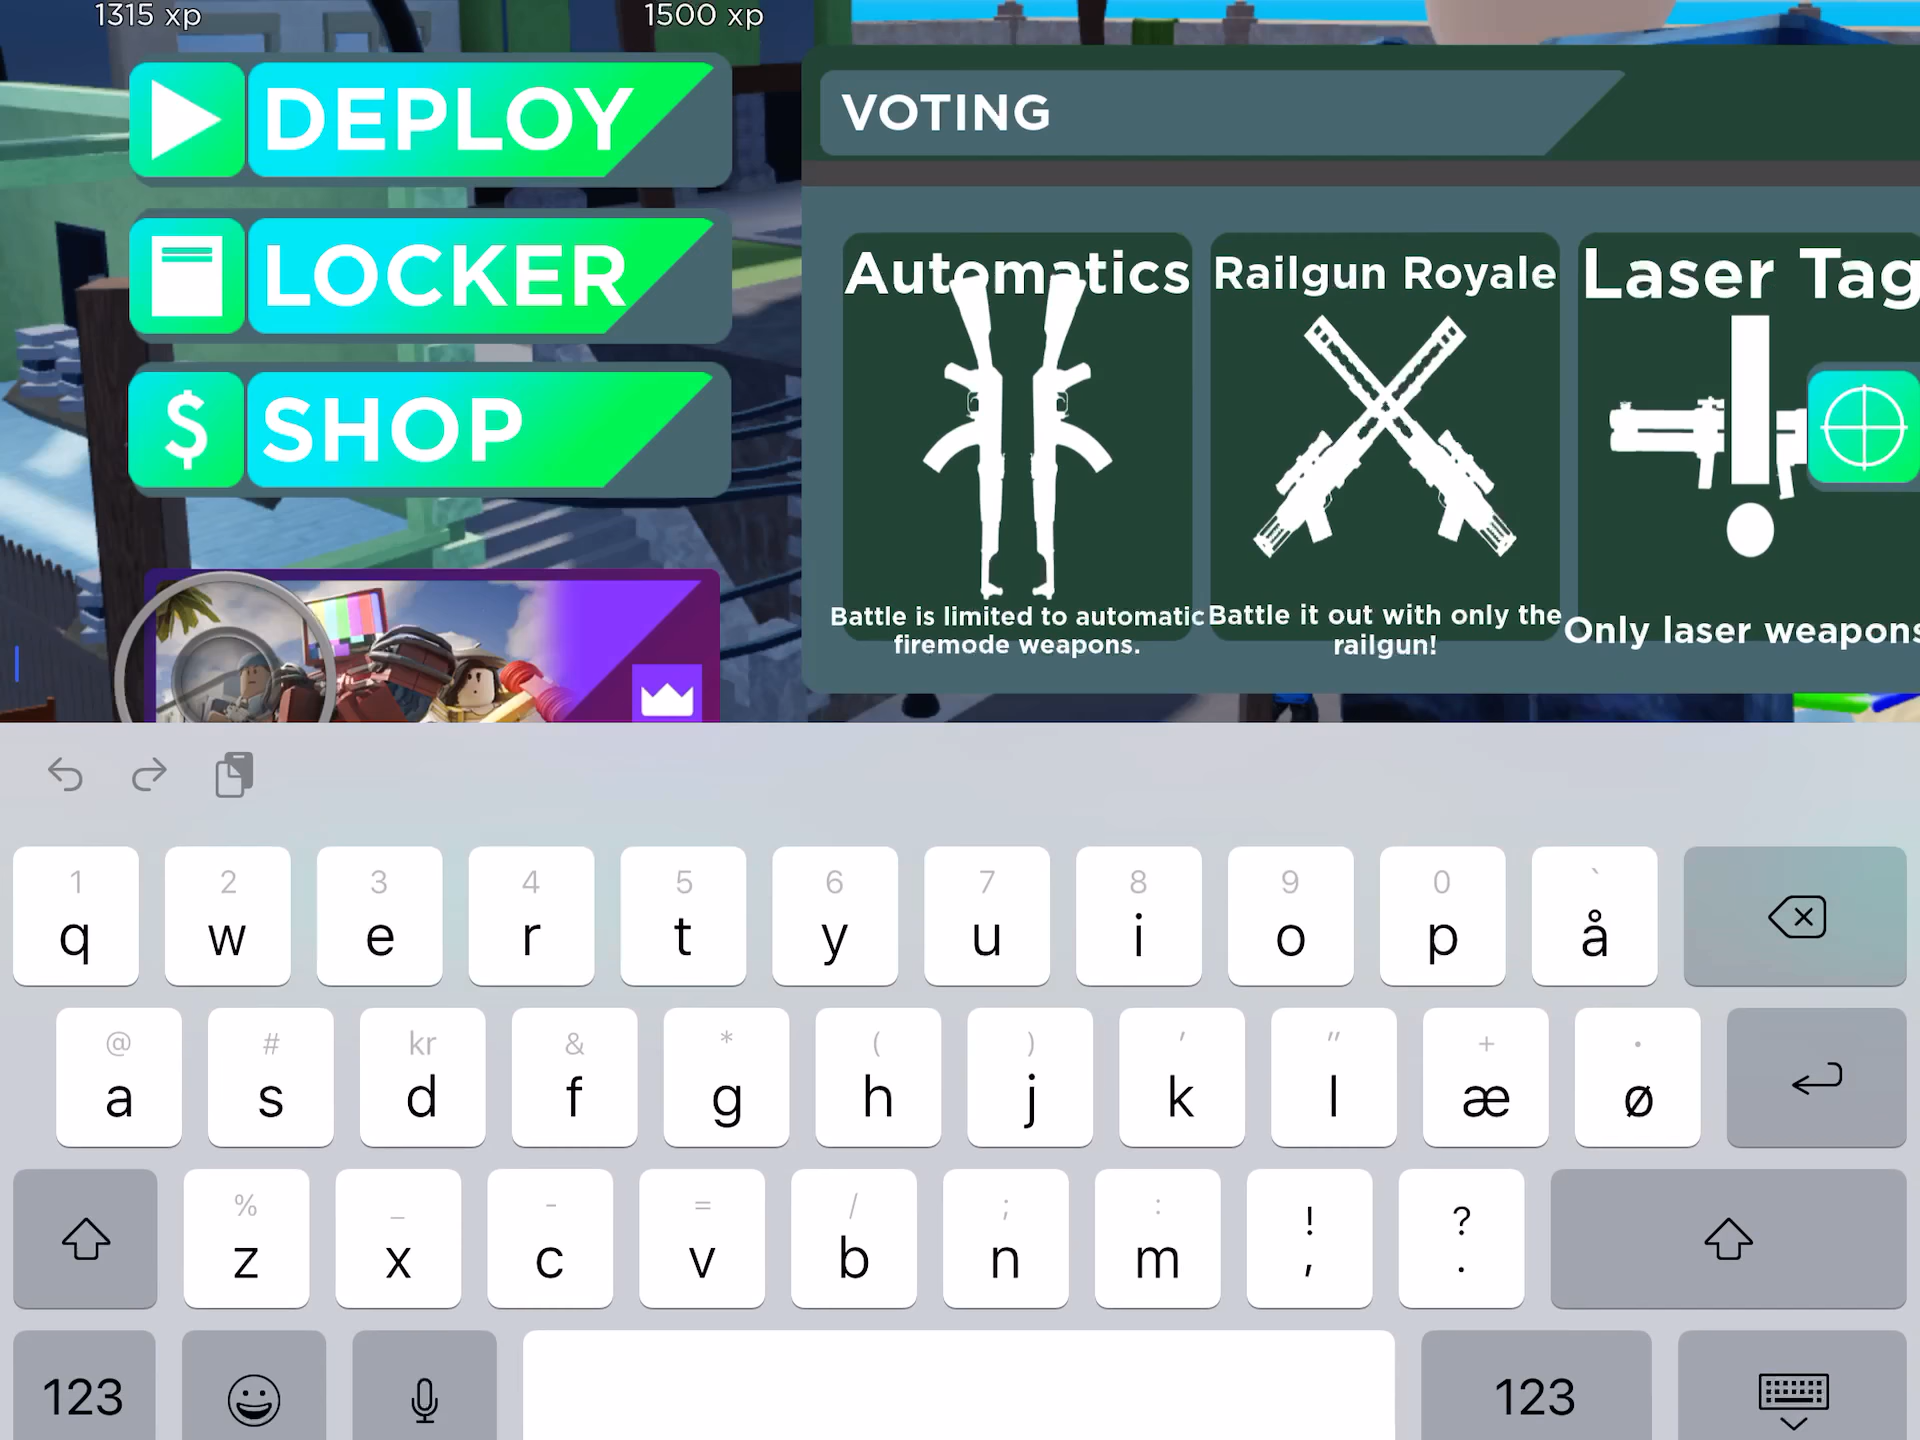 1315 xp 1500 xp
DEPLOY
LOCKER
$ SHOP
VOTING
Automatics
Battle is limited to automatic
firemode weapons.
Railgun Royale
Battle it out with only the
railgun!
Laser Tag
Only laser weapons
1 2 3 4 5 6 7 8 9 0 `
q w e r t y u i o p å
@ # kr & * ( ) ' " + ·
a s d f g h j k l æ ø
% _ - = / ; : ! ?
z x c v b n m , .
123 123